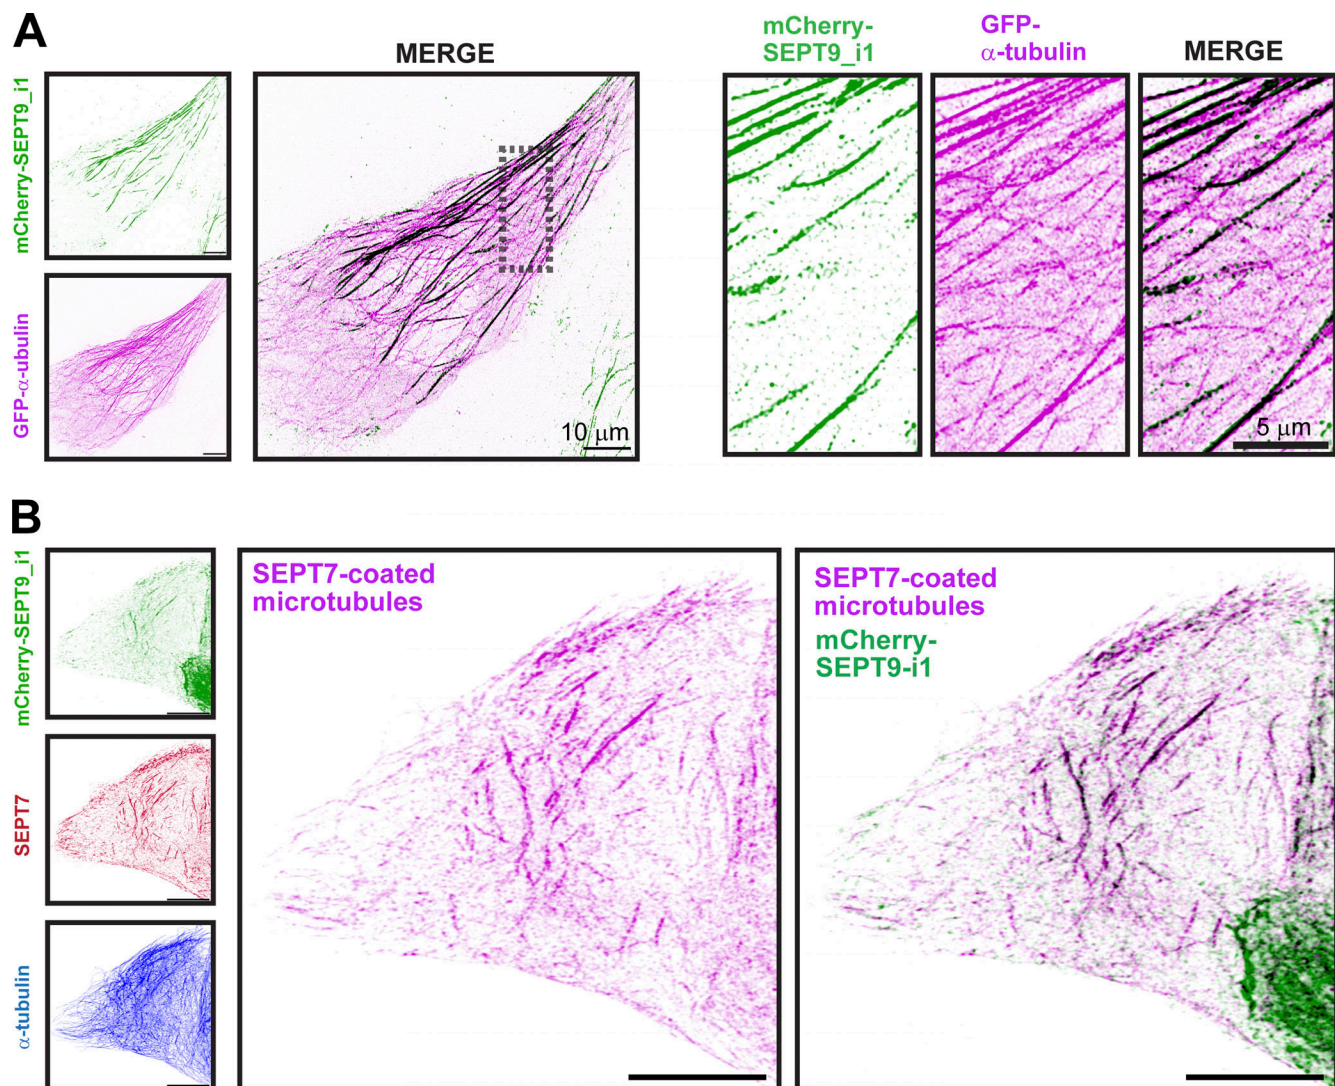 A
mCherry-SEPT9_i1
GFP-α-ubulin
MERGE
10 μm
mCherry-
SEPT9_i1
GFP-
α-tubulin
MERGE
5 μm
B
mCherry-SEPT9_i1
SEPT7
α-tubulin
SEPT7-coated
microtubules
SEPT7-coated
microtubules
mCherry-
SEPT9-i1